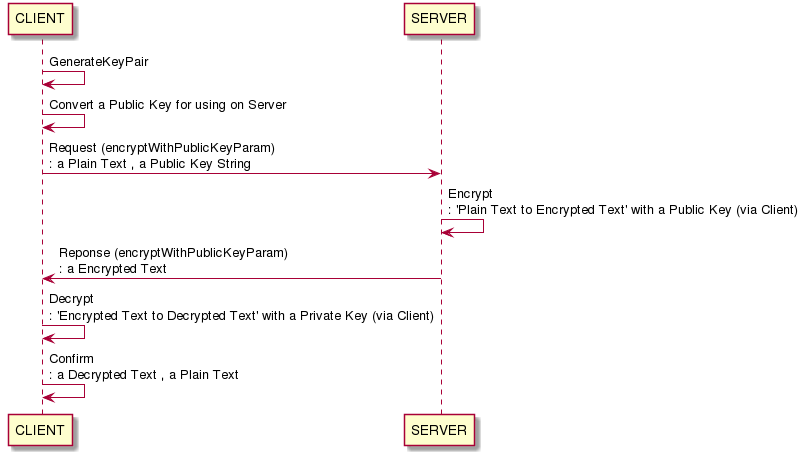 CLIENT
SERVER
GenerateKeyPair
Convert a Public Key for using on Server
Request (encryptWithPublicKeyParam)
: a Plain Text , a Public Key String
Encrypt
: 'Plain Text to Encrypted Text' with a Public Key (via Client)
Reponse (encryptWithPublicKeyParam)
: a Encrypted Text
Decrypt
: 'Encrypted Text to Decrypted Text' with a Private Key (via Client)
Confirm
: a Decrypted Text , a Plain Text
CLIENT
SERVER